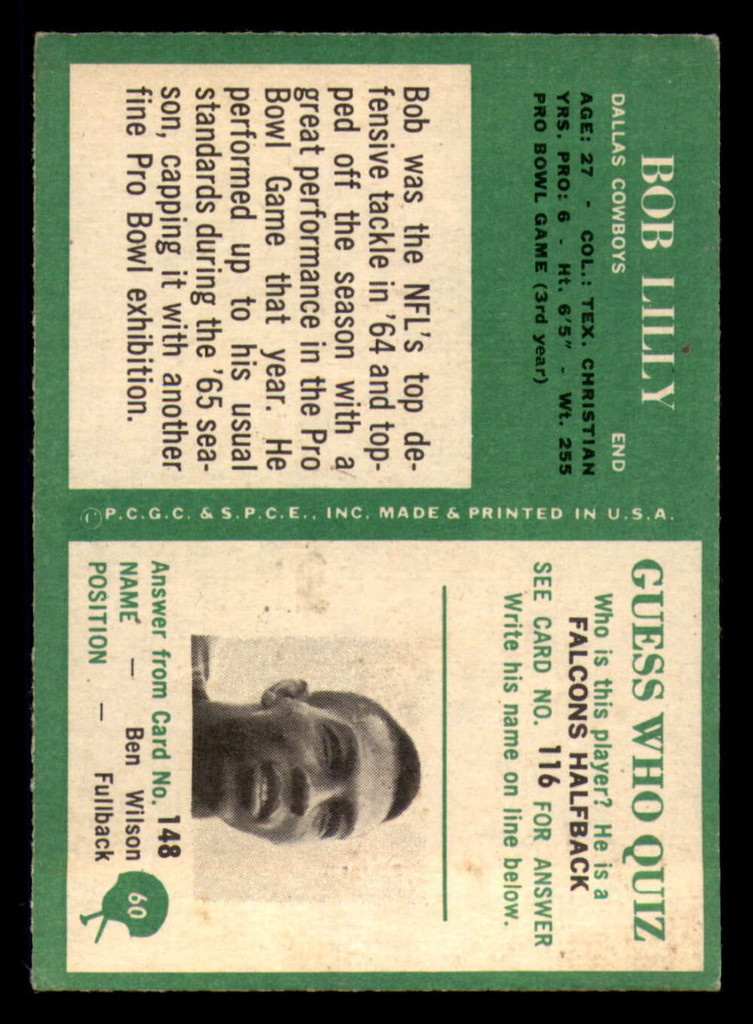 BOB LILLY
DALLAS COWBOYS END
AGE: 27 - COL.: TEX. CHRISTIAN
YRS. PRO: 6 - Ht. 6'5" - Wt. 255
PRO BOWL GAME (3rd year)
Bob was the NFL's top de-
fensive tackle in '64 and top-
ped off the season with a
great performance in the Pro
Bowl Game that year. He
performed up to his usual
standards during the '65 sea-
son, capping it with another
fine Pro Bowl exhibition.
© P.C.G.C. & S.P.C.E., INC. MADE & PRINTED IN U.S.A.
GUESS WHO QUIZ
Who is this player? He is a
FALCONS HALFBACK
SEE CARD NO. 116 FOR ANSWER
Write his name on line below.
Answer from Card No. 148
NAME — Ben Wilson
POSITION — Fullback
60